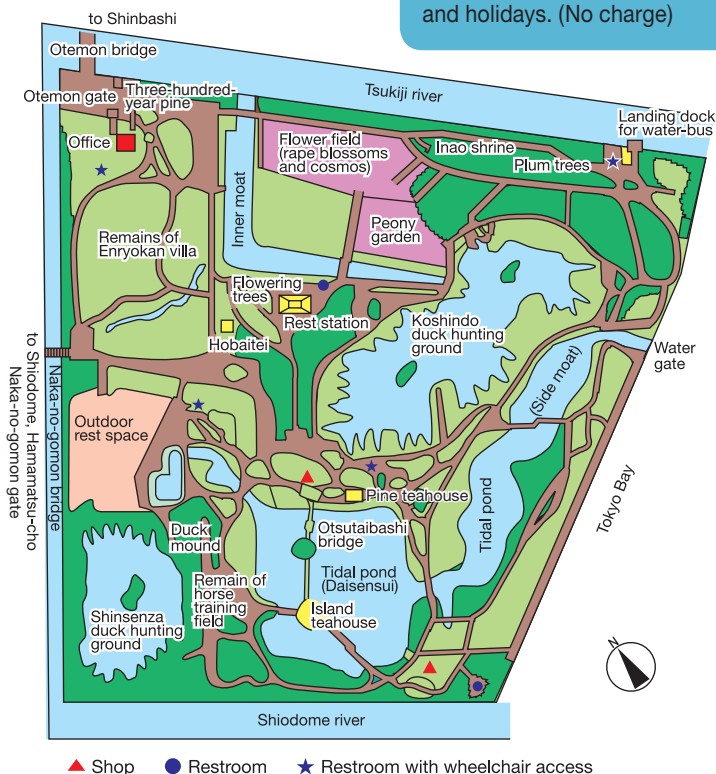 and holidays. (No charge)
to Shinbashi
Otemon bridge
Tsukiji river
Otemon gate
Three-hundred-
year pine
Landing dock
for water-bus
Office
Flower field
(rape blossoms
and cosmos)
Inao shrine
Plum trees
Inner moat
Peony
garden
Remains of
Enryokan villa
Flowering
trees
Rest station
Koshindo
duck hunting
ground
Hobaitei
Water
gate
(Side moat)
to Shiodome, Hamamatsu-cho
Naka-no-gomon gate
Naka-no-gomon bridge
Outdoor
rest space
Pine teahouse
Tokyo Bay
Tidal pond
Duck
mound
Otsutaibashi
bridge
Tidal pond
(Daisensui)
Remain of
horse
training
field
Island
teahouse
Shinsenza
duck hunting
ground
N
Shiodome river
Shop
Restroom
Restroom with wheelchair access